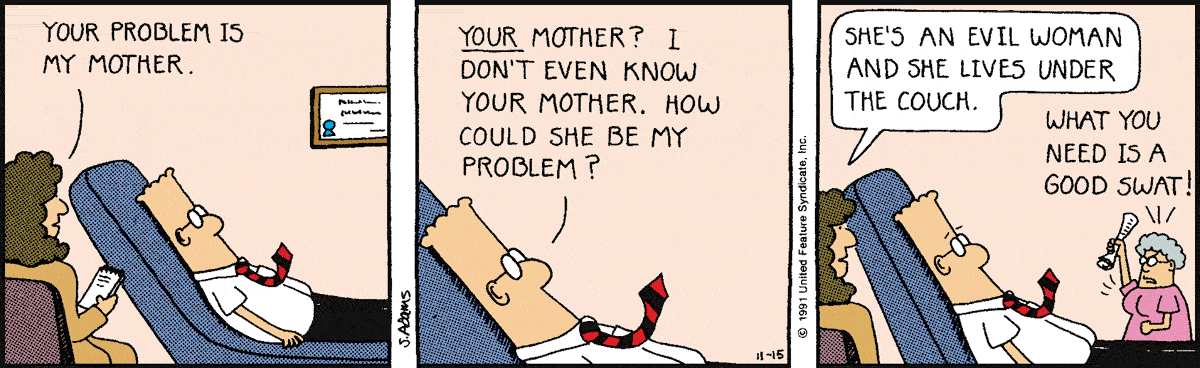 YOUR PROBLEM IS
MY MOTHER.
YOUR MOTHER? I
DON'T EVEN KNOW
YOUR MOTHER. HOW
COULD SHE BE MY
PROBLEM?
S.ADAMS
11-15
© 1991 United Feature Syndicate, Inc.
SHE'S AN EVIL WOMAN
AND SHE LIVES UNDER
THE COUCH.
WHAT YOU
NEED IS A
GOOD SWAT!